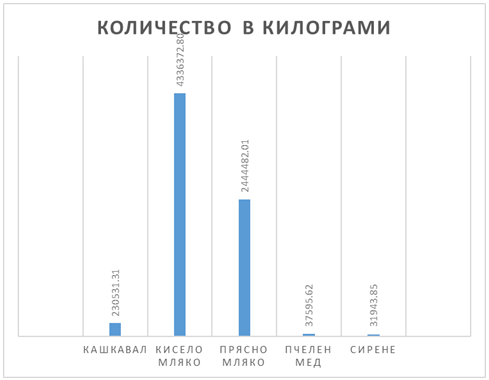 КОЛИЧЕСТВО В КИЛОГРАМИ
230531.31
4336372.80
2444482.01
37595.62
31943.85
КАШКАВАЛ
КИСЕЛО
МЛЯКО
ПРЯСНО
МЛЯКО
ПЧЕЛЕН
МЕД
СИРЕНЕ